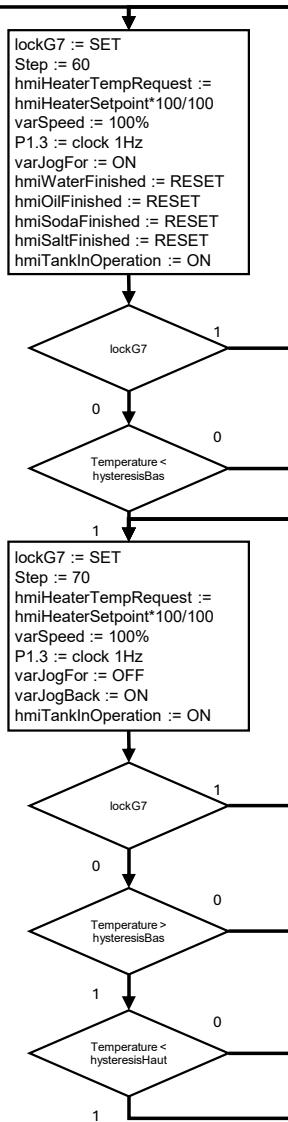 lockG7 := SET
Step := 60
hmiHeaterTempRequest :=
hmiHeaterSetpoint*100/100
varSpeed := 100%
P1.3 := clock 1Hz
varJogFor := ON
hmiWaterFinished := RESET
hmiOilFinished := RESET
hmiSodaFinished := RESET
hmiSaltFinished := RESET
hmiTankInOperation := ON
1
lockG7
0
0
Temperature <
hysteresisBas
1
lockG7 := SET
Step := 70
hmiHeaterTempRequest :=
hmiHeaterSetpoint*100/100
varSpeed := 100%
P1.3 := clock 1Hz
varJogFor := OFF
varJogBack := ON
hmiTankInOperation := ON
1
lockG7
0
0
Temperature >
hysteresisBas
1
0
Temperature <
hysteresisHaut
1